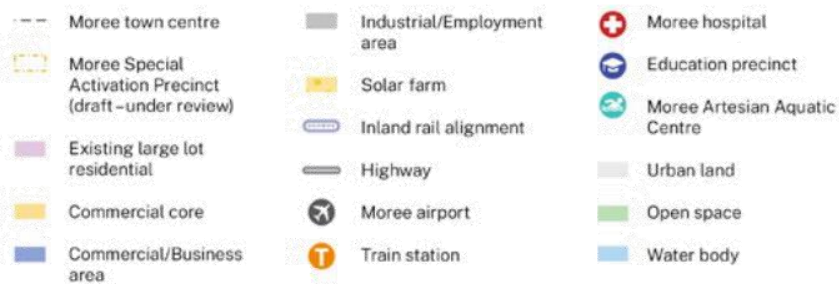 Moree town centre
Moree Special
Activation Precinct
(draft – under review)
Existing large lot
residential
Commercial core
Commercial/Business
area
Industrial/Employment
area
Solar farm
Inland rail alignment
Highway
Moree airport
T
Train station
Moree hospital
Education precinct
Moree Artesian Aquatic
Centre
Urban land
Open space
Water body